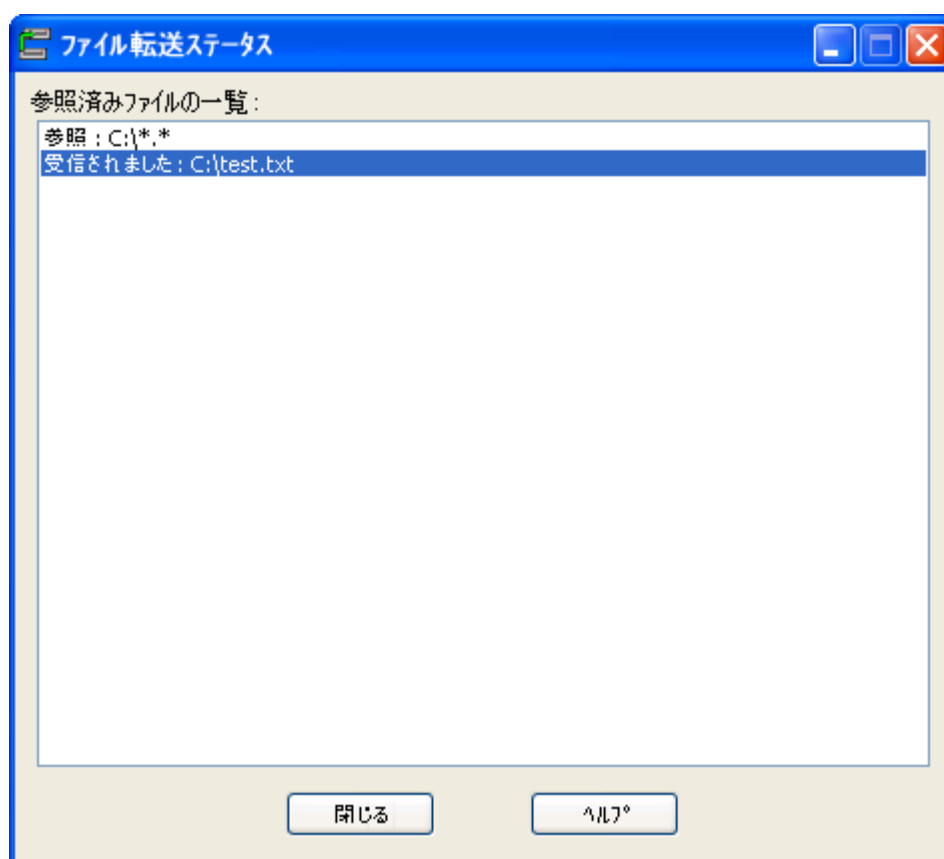 ファイル転送ステータス
参照済みファイルの一覧:
参照:C:\*.*
受信されました:C:\test.txt
閉じる
ヘルプ